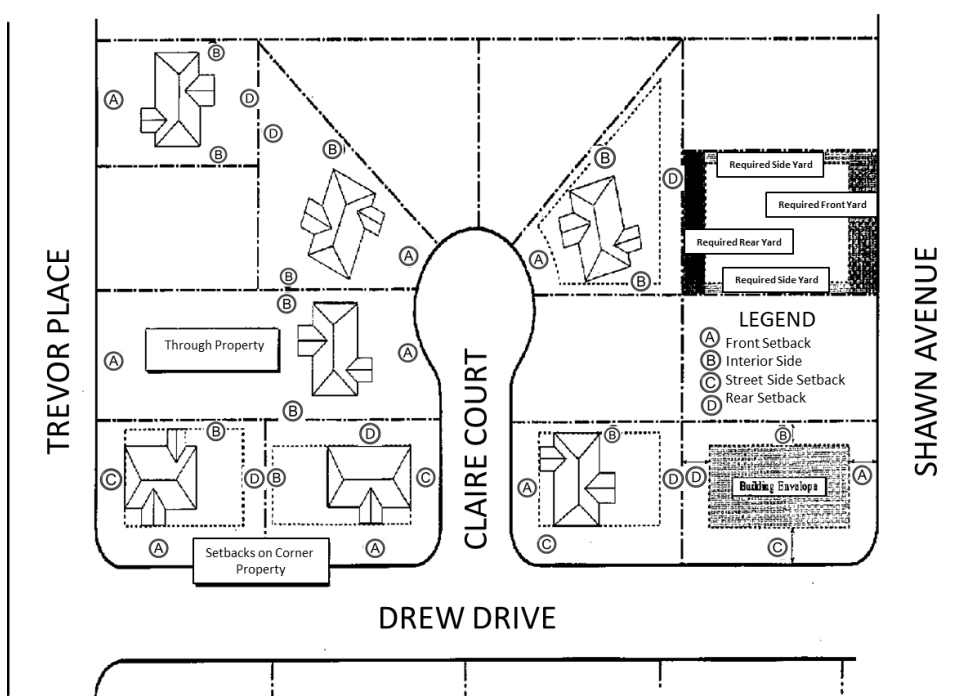 B
A
D
D
B
B
B
B
A
A
B
D
B
Required Side Yard
Required Front Yard
Required Rear Yard
Required Side Yard
TREVOR PLACE
SHAWN AVENUE
CLAIRE COURT
B
Through Property
A
A
B
LEGEND
A Front Setback
B Interior Side
C Street Side Setback
D Rear Setback
B
C
D
A
D
B
C
A
Setbacks on Corner
Property
B
A
D
C
B
D
Building Envelope
A
C
DREW DRIVE